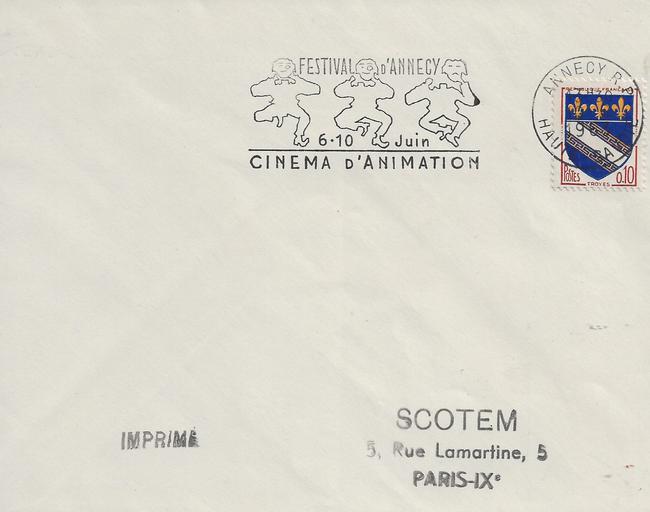 FESTIVAL D'ANNECY
6·10 Juin
CINEMA D'ANIMATION
ANNECY R.P.
POSTES 0,10
TROYES
IMPRIMÉ
SCOTEM
5, Rue Lamartine, 5
PARIS-IXᵉ